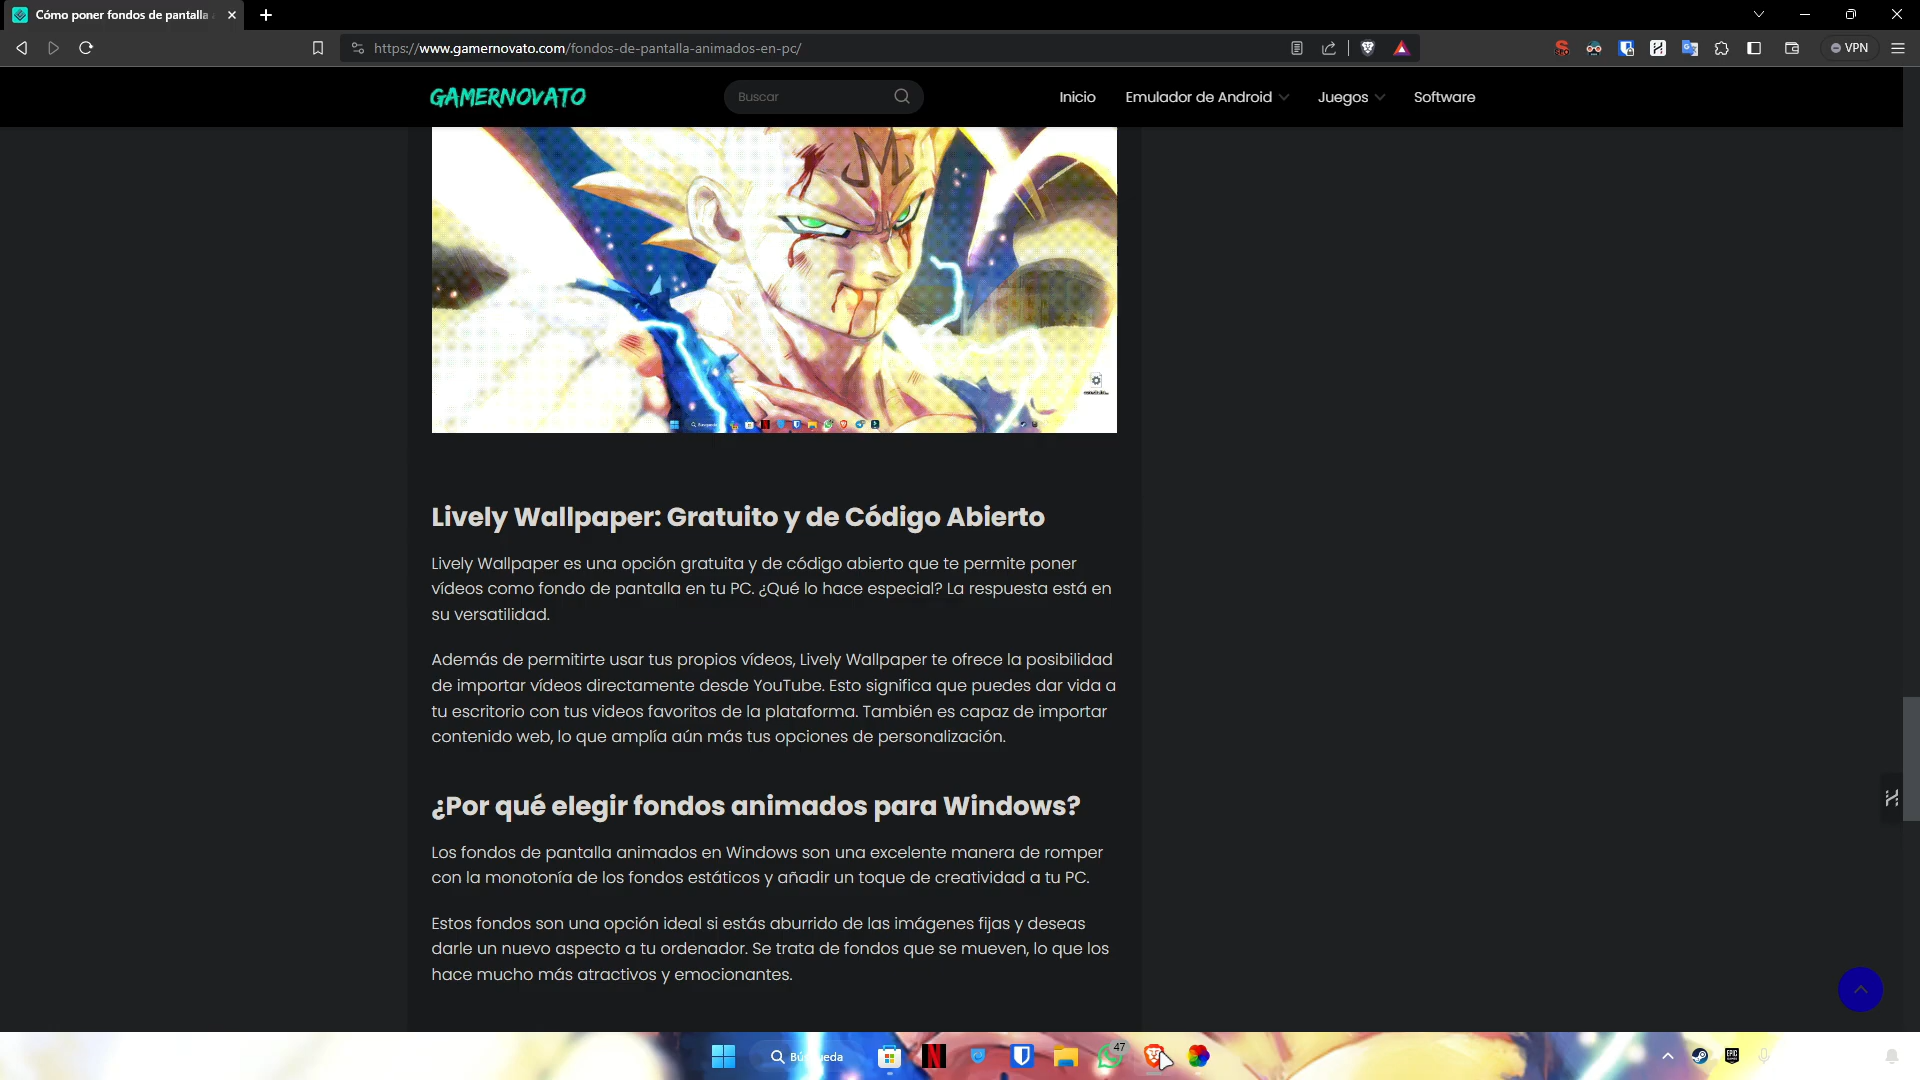 Cómo poner fondos de pantalla
https://www.gamernovato.com/fondos-de-pantalla-animados-en-pc/
VPN
GAMERNOVATO
Buscar
Inicio
Emulador de Android
Juegos
Software
Lively Wallpaper: Gratuito y de Código Abierto
Lively Wallpaper es una opción gratuita y de código abierto que te permite poner
vídeos como fondo de pantalla en tu PC. ¿Qué lo hace especial? La respuesta está en
su versatilidad.
Además de permitirte usar tus propios vídeos, Lively Wallpaper te ofrece la posibilidad
de importar vídeos directamente desde YouTube. Esto significa que puedes dar vida a
tu escritorio con tus videos favoritos de la plataforma. También es capaz de importar
contenido web, lo que amplía aún más tus opciones de personalización.
¿Por qué elegir fondos animados para Windows?
Los fondos de pantalla animados en Windows son una excelente manera de romper
con la monotonía de los fondos estáticos y añadir un toque de creatividad a tu PC.
Estos fondos son una opción ideal si estás aburrido de las imágenes fijas y deseas
darle un nuevo aspecto a tu ordenador. Se trata de fondos que se mueven, lo que los
hace mucho más atractivos y emocionantes.
Búsqueda
47
EPIC